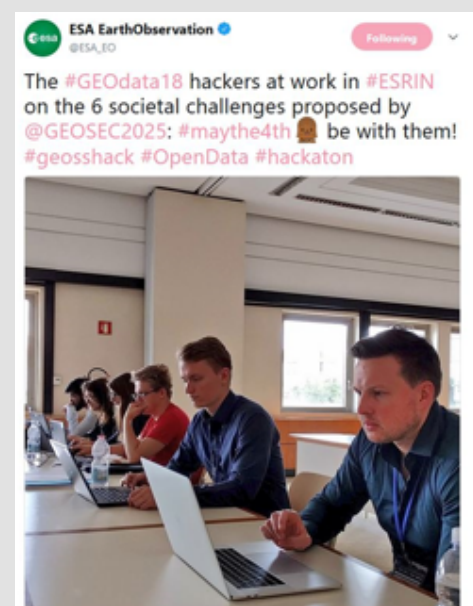 esa
ESA EarthObservation
@ESA_EO
Following
The #GEOdata18 hackers at work in #ESRIN
on the 6 societal challenges proposed by
@GEOSEC2025: #maythe4th be with them!
#geosshack #OpenData #hackaton